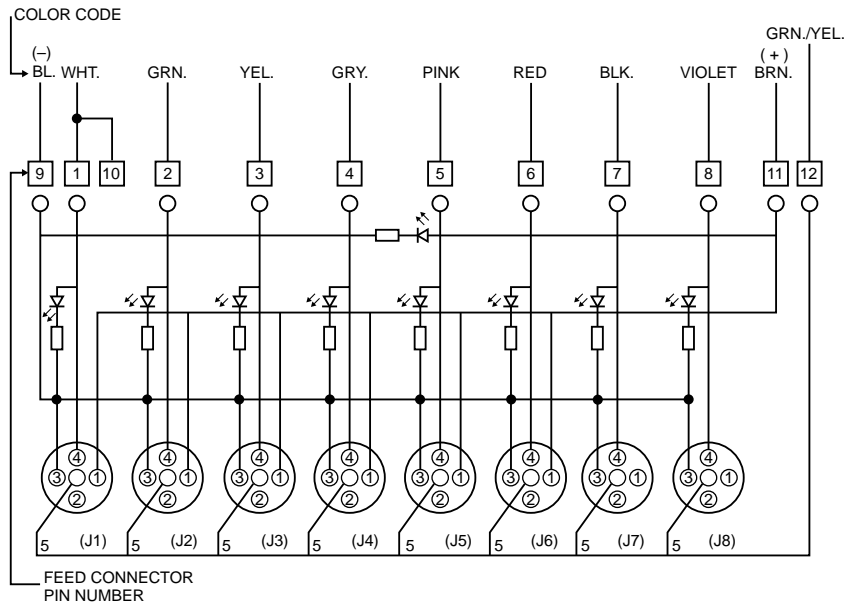 COLOR CODE
GRN./YEL.
(–) ( + )
BL. WHT. GRN. YEL. GRY. PINK RED BLK. VIOLET BRN.
9 1 10 2 3 4 5 6 7 8 11 12
4 4 4 4 4 4 4 4
3 1 3 1 3 1 3 1 3 1 3 1 3 1 3 1
2 2 2 2 2 2 2 2
5 (J1) 5 (J2) 5 (J3) 5 (J4) 5 (J5) 5 (J6) 5 (J7) 5 (J8)
FEED CONNECTOR
PIN NUMBER